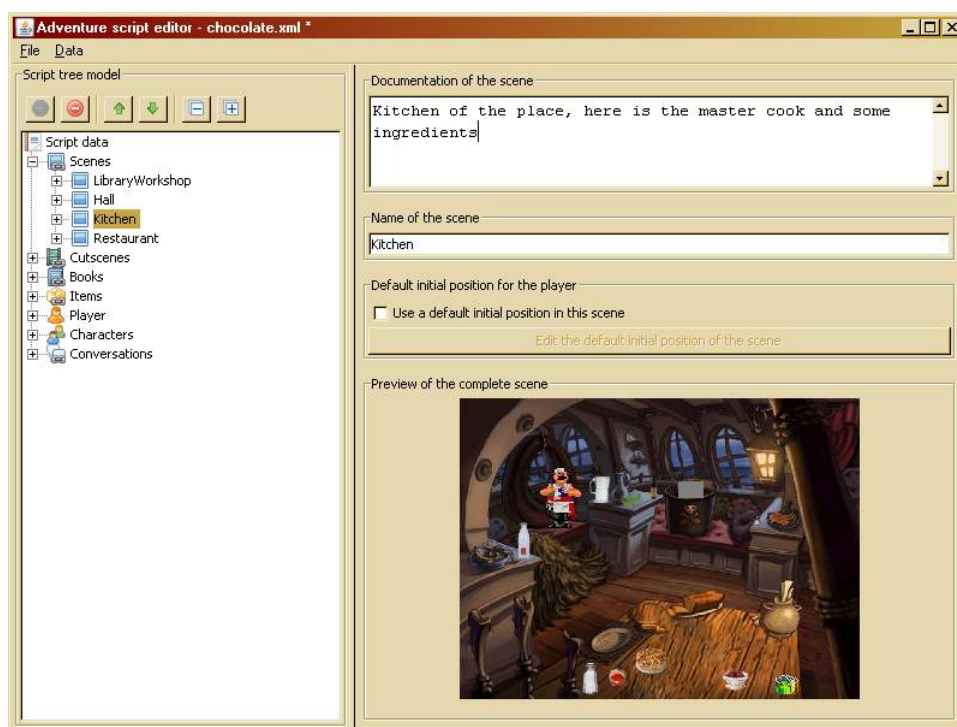 Adventure script editor - chocolate.xml *
File Data
Script tree model
Script data
Scenes
LibraryWorkshop
Hall
Kitchen
Restaurant
Cutscenes
Books
Items
Player
Characters
Conversations
Documentation of the scene
Kitchen of the place, here is the master cook and some
ingredients
Name of the scene
Kitchen
Default initial position for the player
Use a default initial position in this scene
Edit the default initial position of the scene
Preview of the complete scene